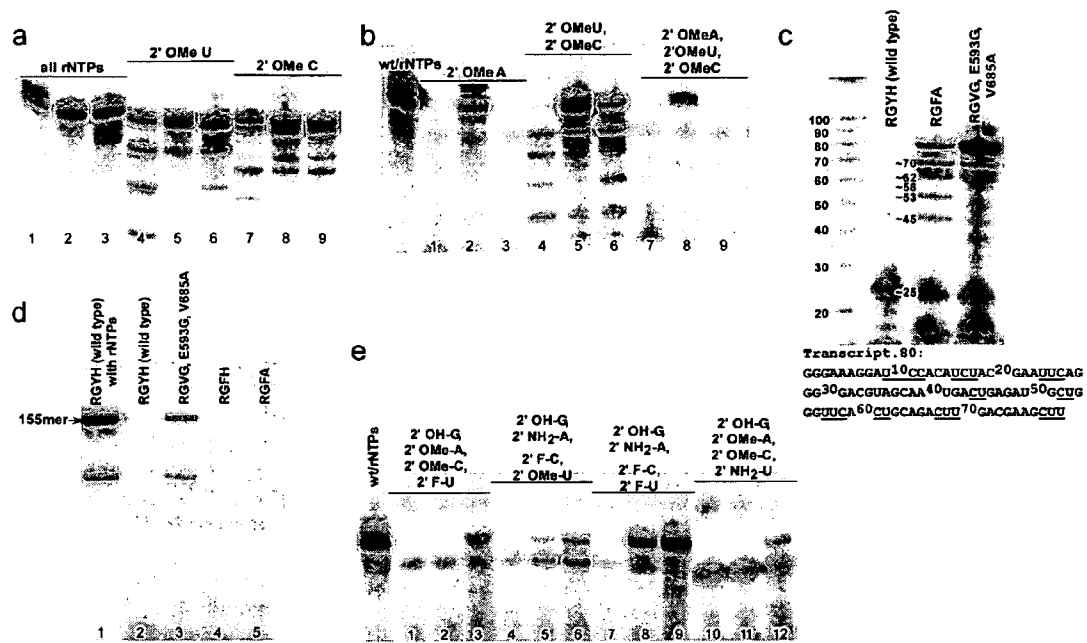 a
all rNTPs
2' OMe U
2' OMe C
1 2 3 4 5 6 7 8 9
b
wt/rNTPs
2' OMe A
2' OMeU,
2' OMeC
2' OMeA,
2'OMeU,
2' OMeC
1 2 3 4 5 6 7 8 9
c
RGYH (wild type)
RGFA
RGVG, E593G,
V685A
100
90
80
70
60
50
40
30
20
~70
~62
~58
~53
~45
~25
Transcript.80:
GGGAAAGGAU10CCACAUCUAC20GAAUUCAG
GG30GACGUAGCAA40UGACUGAGAU50GCUG
GGUUCA60CUGCAGACUU70GACGAAGCUU
d
RGYH (wild type)
with rNTPs
RGYH (wild type)
RGVG, E593G, V685A
RGFH
RGFA
155mer
1 2 3 4 5
e
wt/rNTPs
2' OH-G,
2' OMe-A,
2' OMe-C,
2' F-U
2' OH-G,
2' NH2-A,
2' F-C,
2' OMe-U
2' OH-G,
2' NH2-A,
2' F-C,
2' F-U
2' OH-G,
2' OMe-A,
2' OMe-C,
2' NH2-U
1 2 3 4 5 6 7 8 9 10 11 12